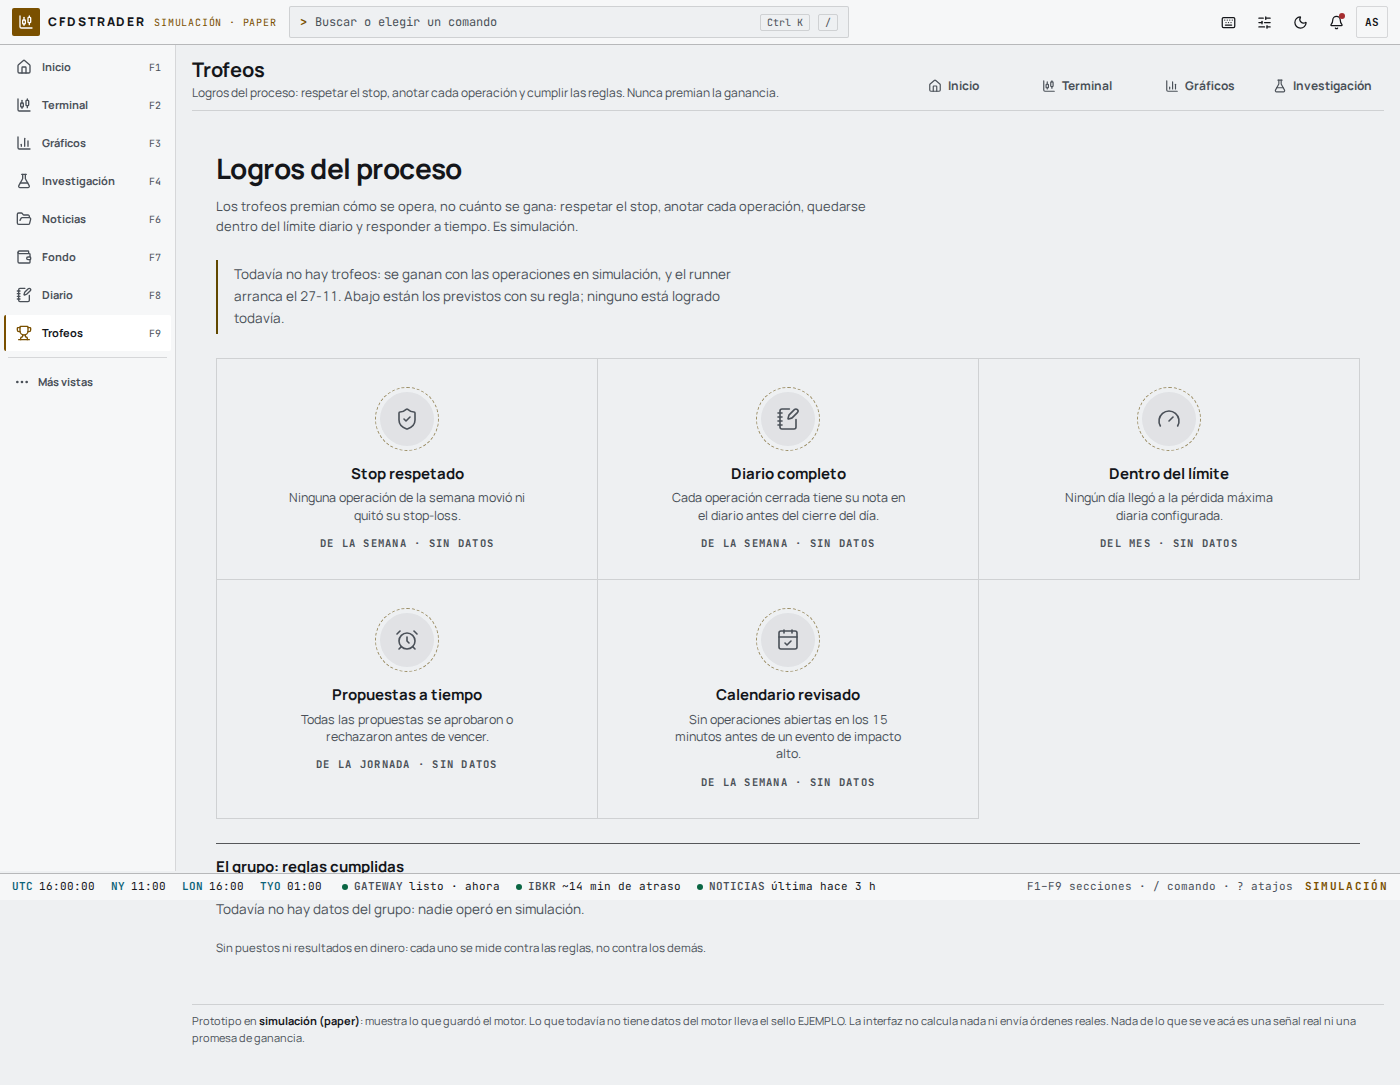 CFDSTRADER SIMULACIÓN · PAPER
> Buscar o elegir un comando Ctrl K /
AS
Inicio F1
Terminal F2
Gráficos F3
Investigación F4
Noticias F6
Fondo F7
Diario F8
Trofeos F9
Más vistas
Trofeos
Logros del proceso: respetar el stop, anotar cada operación y cumplir las reglas. Nunca premian la ganancia.
Inicio Terminal Gráficos Investigación
Logros del proceso
Los trofeos premian cómo se opera, no cuánto se gana: respetar el stop, anotar cada operación, quedarse
dentro del límite diario y responder a tiempo. Es simulación.
Todavía no hay trofeos: se ganan con las operaciones en simulación, y el runner
arranca el 27-11. Abajo están los previstos con su regla; ninguno está logrado
todavía.
Stop respetado
Ninguna operación de la semana movió ni
quitó su stop-loss.
DE LA SEMANA · SIN DATOS
Diario completo
Cada operación cerrada tiene su nota en
el diario antes del cierre del día.
DE LA SEMANA · SIN DATOS
Dentro del límite
Ningún día llegó a la pérdida máxima
diaria configurada.
DEL MES · SIN DATOS
Propuestas a tiempo
Todas las propuestas se aprobaron o
rechazaron antes de vencer.
DE LA JORNADA · SIN DATOS
Calendario revisado
Sin operaciones abiertas en los 15
minutos antes de un evento de impacto
alto.
DE LA SEMANA · SIN DATOS
El grupo: reglas cumplidas
UTC 16:00:00 NY 11:00 LON 16:00 TYO 01:00 GATEWAY listo · ahora IBKR ~14 min de atraso NOTICIAS última hace 3 h F1–F9 secciones · / comando · ? atajos SIMULACIÓN
Todavía no hay datos del grupo: nadie operó en simulación.
Sin puestos ni resultados en dinero: cada uno se mide contra las reglas, no contra los demás.
Prototipo en simulación (paper): muestra lo que guardó el motor. Lo que todavía no tiene datos del motor lleva el sello EJEMPLO. La interfaz no calcula nada ni envía órdenes reales. Nada de lo que se ve acá es una señal real ni una
promesa de ganancia.